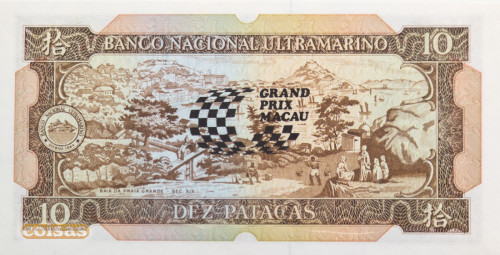 拾 BANCO NACIONAL ULTRAMARINO 10
GRAND
PRIX
MACAU
BAIA DA PRAIA GRANDE - SEC. XIX
10 DEZ PATACAS 拾
coisas